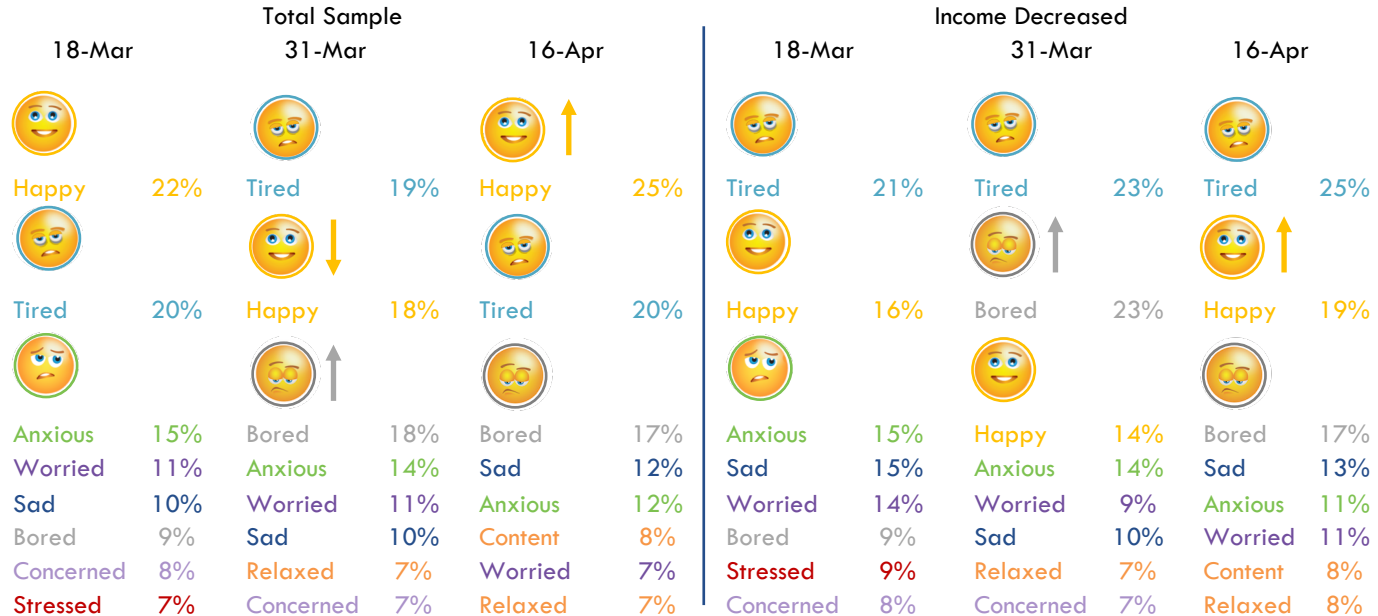 Total Sample Income Decreased
18-Mar 31-Mar 16-Apr 18-Mar 31-Mar 16-Apr
Happy 22% Tired 19% Happy 25% Tired 21% Tired 23% Tired 25%
Tired 20% Happy 18% Tired 20% Happy 16% Bored 23% Happy 19%
Anxious 15% Bored 18% Bored 17% Anxious 15% Happy 14% Bored 17%
Worried 11% Anxious 14% Sad 12% Sad 15% Anxious 14% Sad 13%
Sad 10% Worried 11% Anxious 12% Worried 14% Worried 9% Anxious 11%
Bored 9% Sad 10% Content 8% Bored 9% Sad 10% Worried 11%
Concerned 8% Relaxed 7% Worried 7% Stressed 9% Relaxed 7% Content 8%
Stressed 7% Concerned 7% Relaxed 7% Concerned 8% Concerned 7% Relaxed 8%